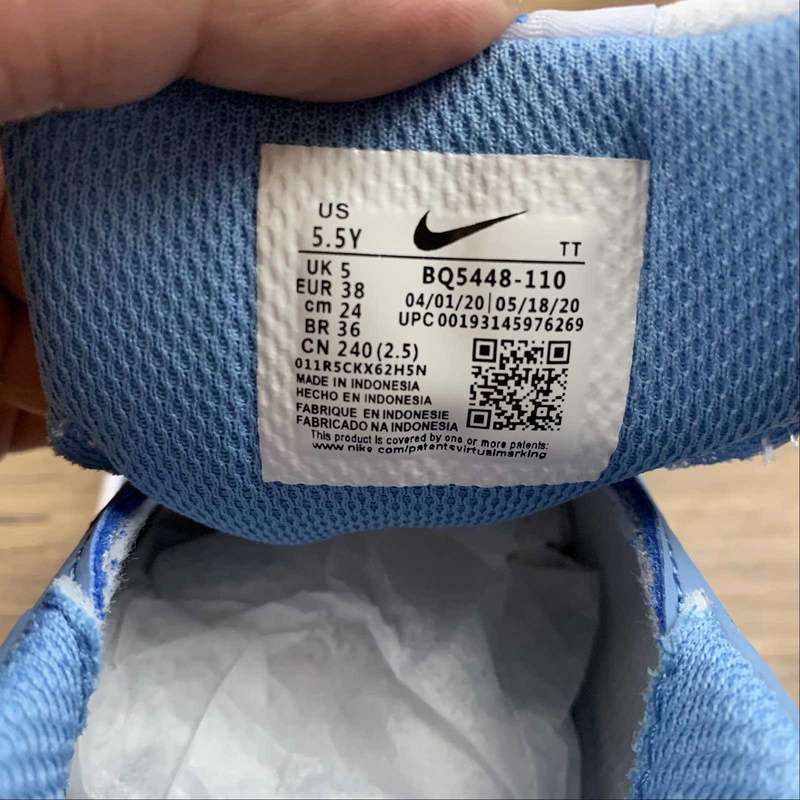 US
5.5Y
TT
UK 5
BQ5448-110
EUR 38
04/01/20|05/18/20
cm 24
UPC 00193145976269
BR 36
CN 240 (2.5)
011R5CKX62H5N
MADE IN INDONESIA
HECHO EN INDONESIA
FABRIQUE EN INDONESIE
FABRICADO NA INDONESIA
This product is covered by one or more patents:
www.nike.com/patentsvirtualmarking